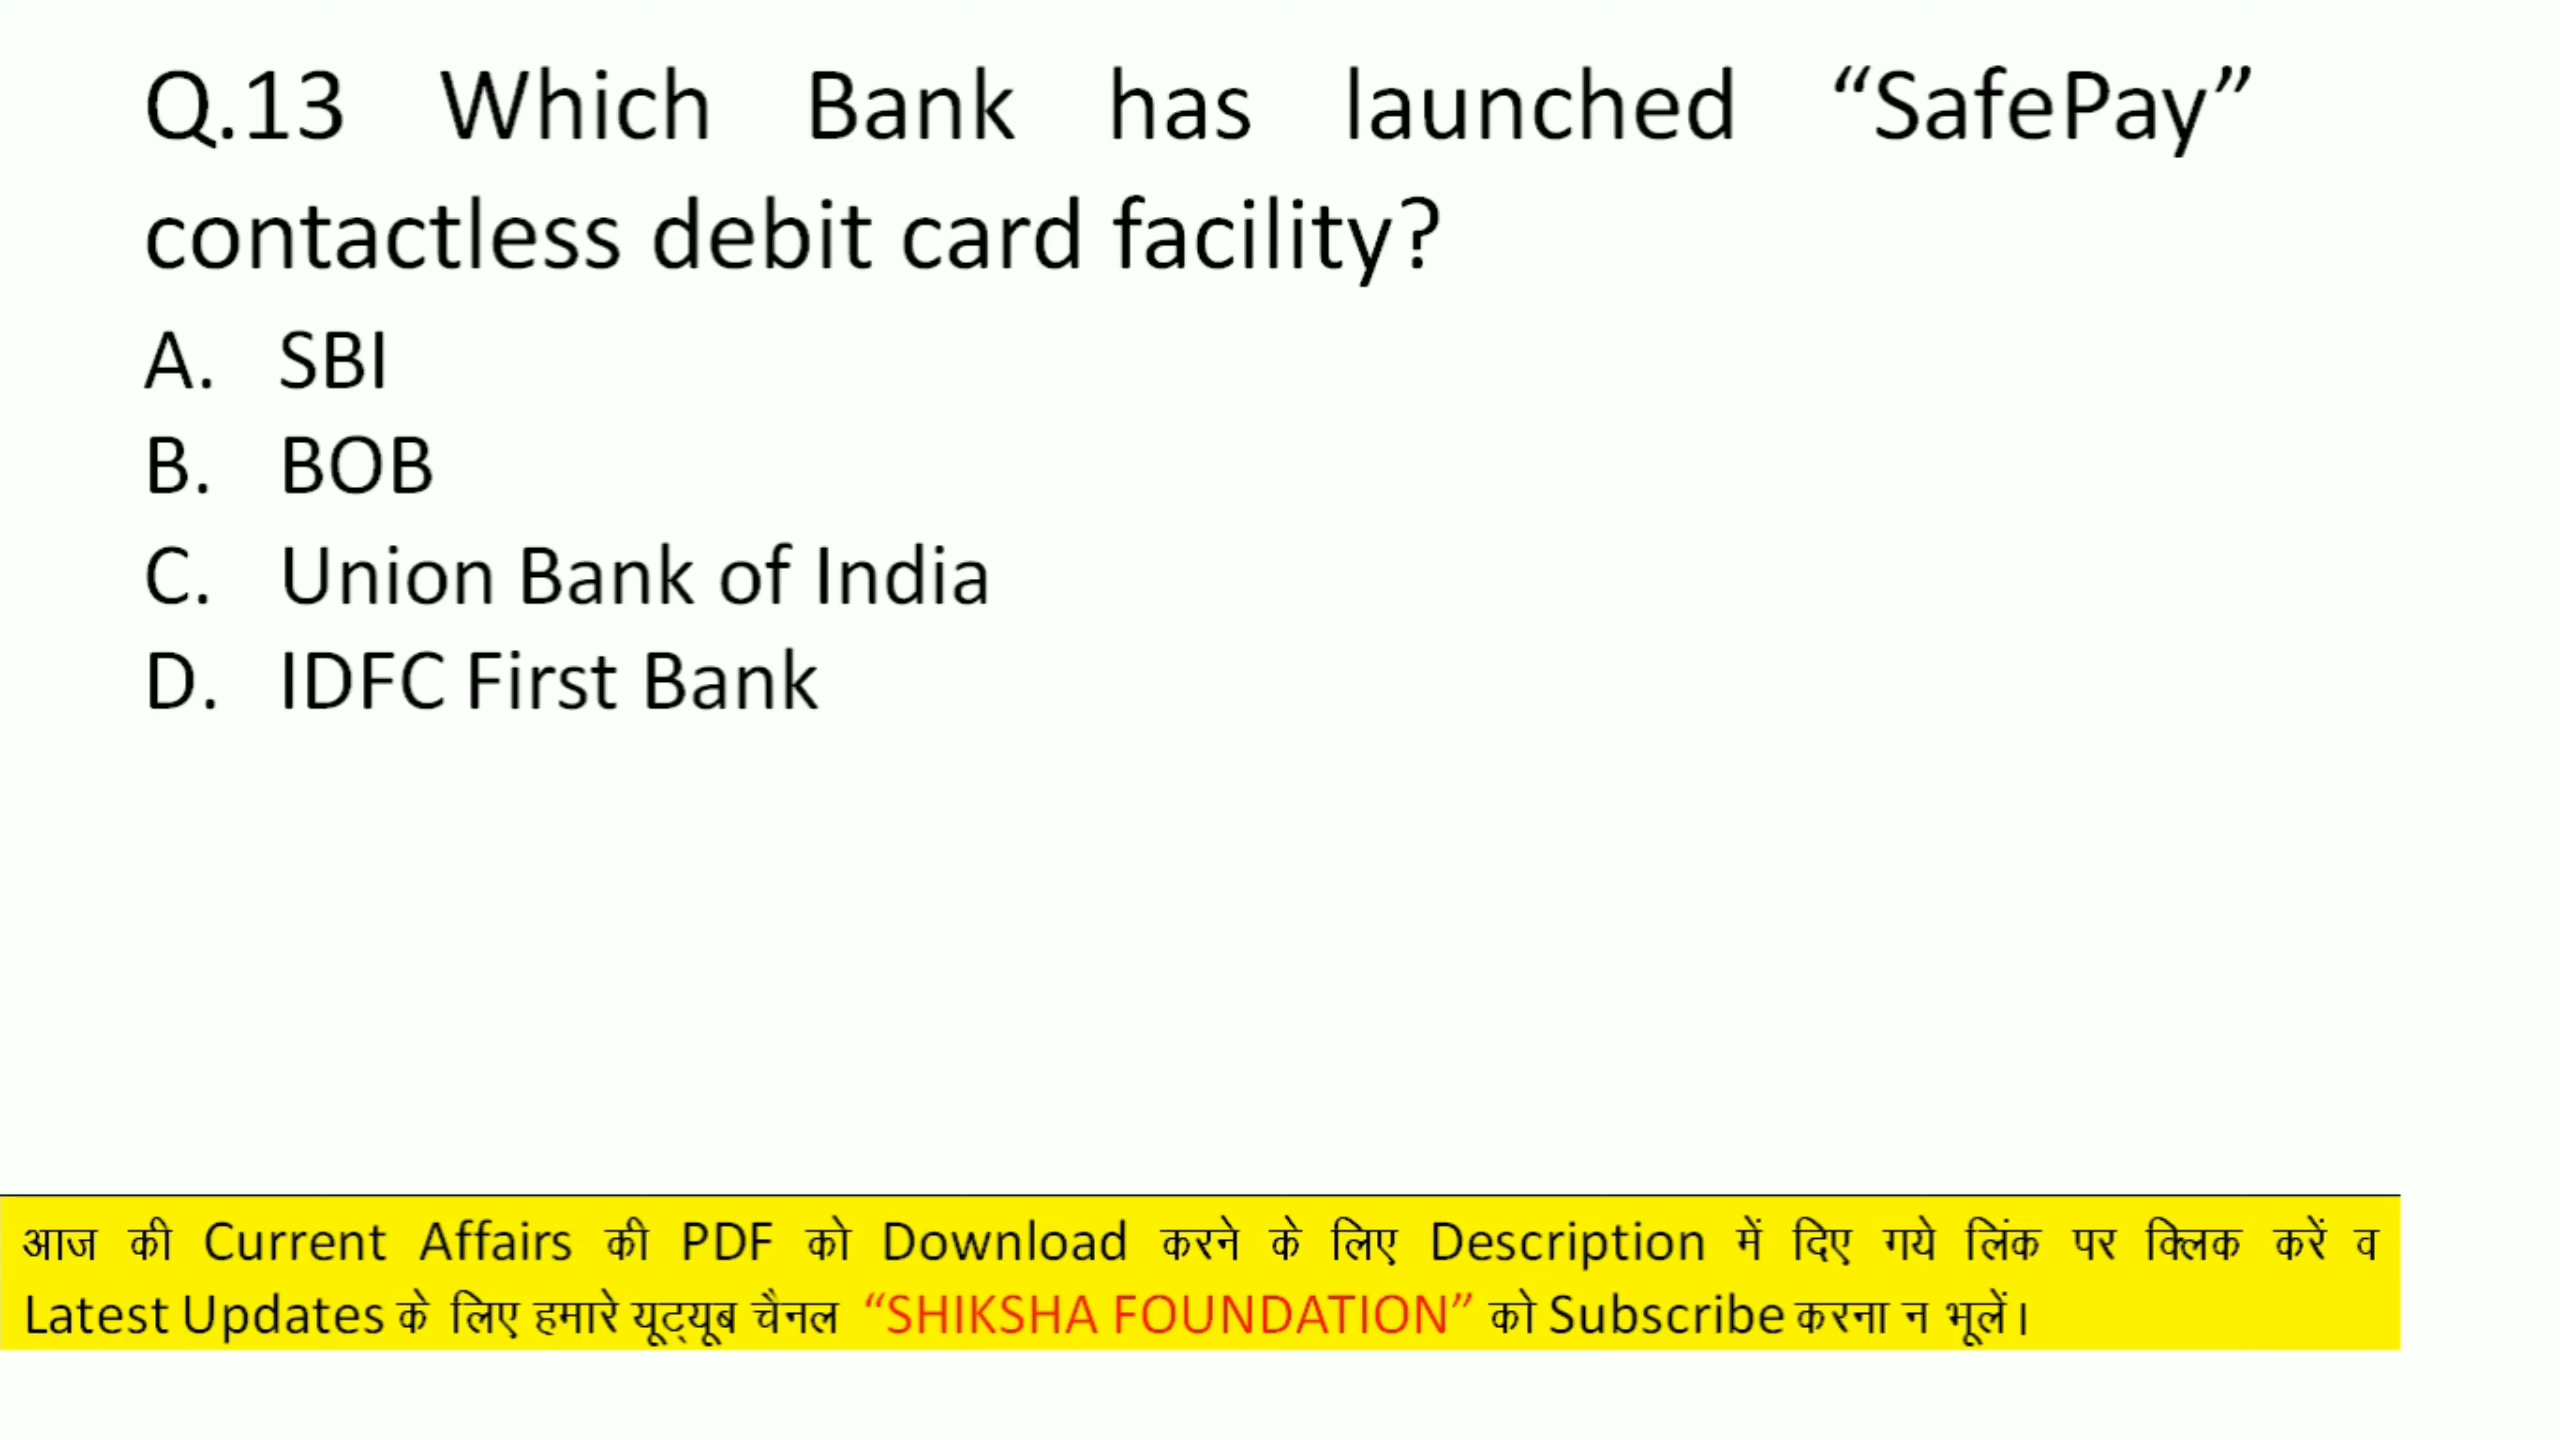 Q.13 Which Bank has launched “SafePay”
contactless debit card facility?
A. SBI
B. BOB
C. Union Bank of India
D. IDFC First Bank
आज की Current Affairs की PDF को Download करने के लिए Description में दिए गये लिंक पर क्लिक करें व
Latest Updates के लिए हमारे यूट्यूब चैनल “SHIKSHA FOUNDATION” को Subscribe करना न भूलें।